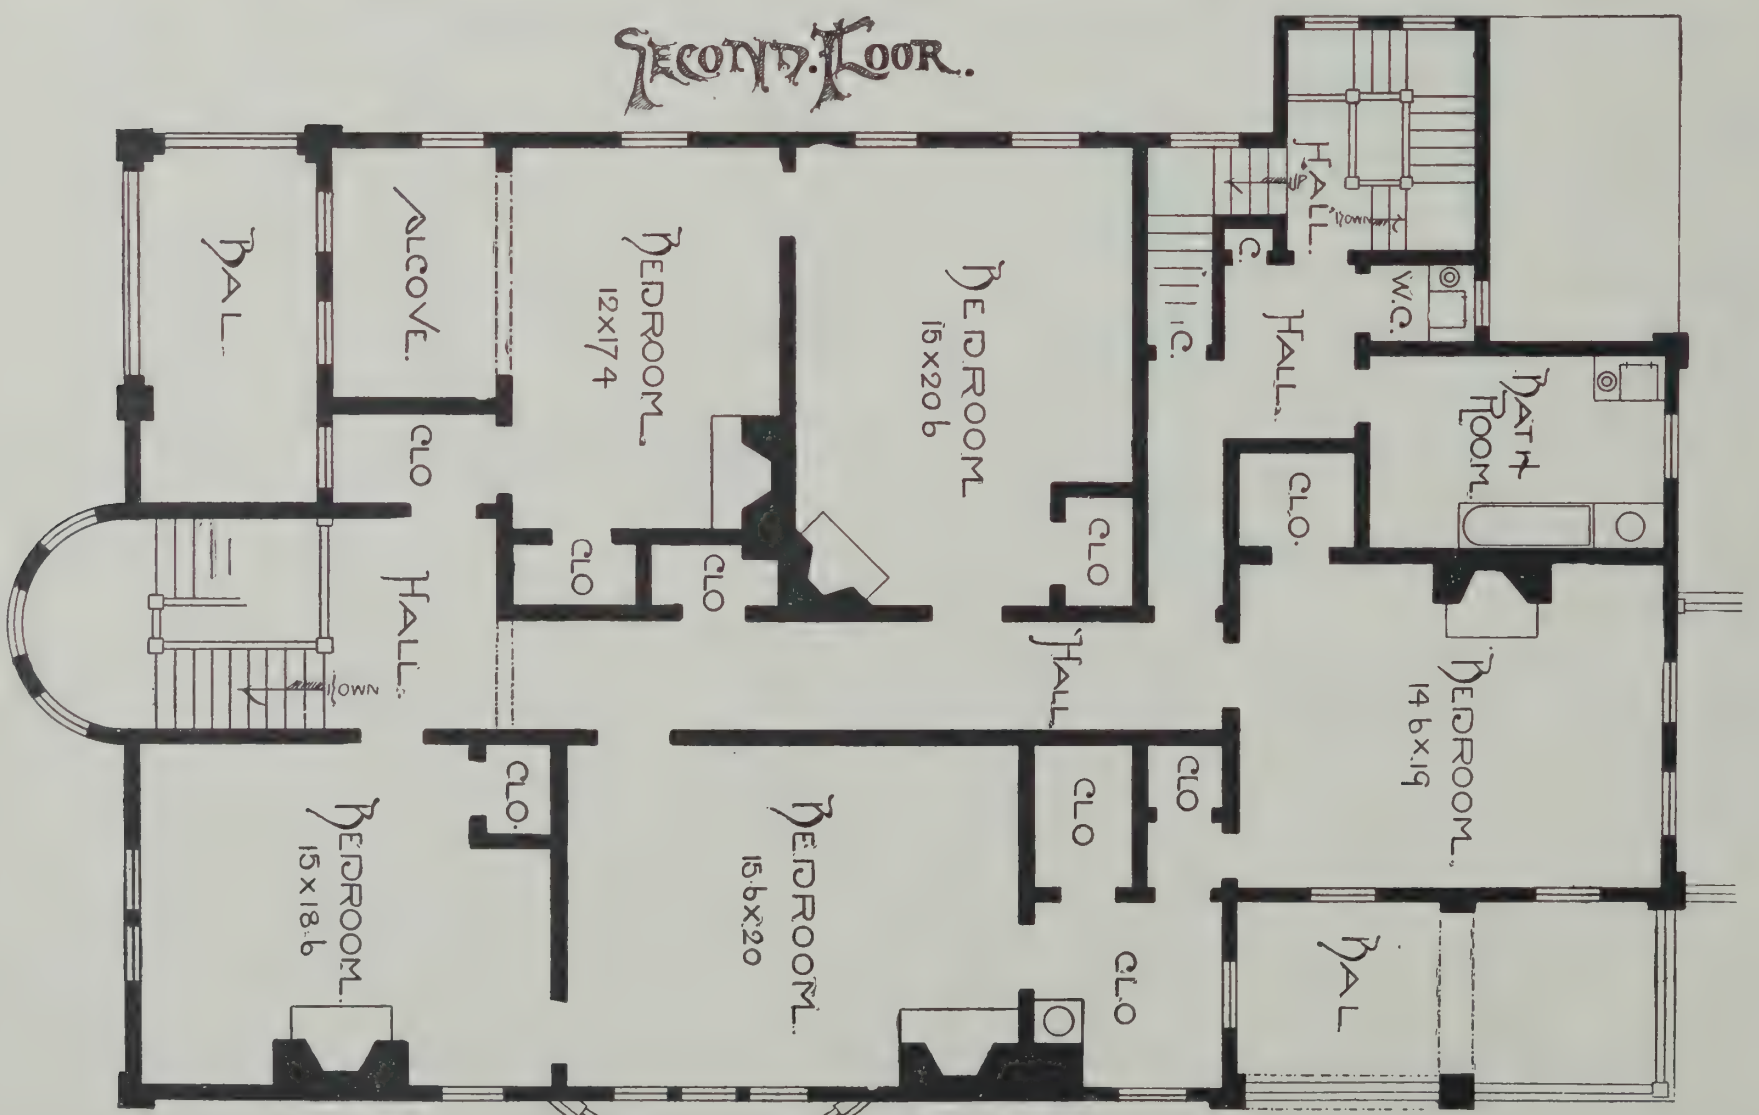 SECOND. FLOOR.
BAL.
ALCOVE.
BEDROOM.
12X17 4
BEDROOM
15X20 6
HALL.
UP
DOWN
C.
W.C.
C.
HALL.
BATH
ROOM.
CLO
CLO
CLO
CLO
CLO.
HALL.
DOWN
HALL
BEDROOM.
14 6X19
CLO.
CLO
CLO
BEDROOM.
15X18.6
BEDROOM.
15.6X20
CLO
BAL